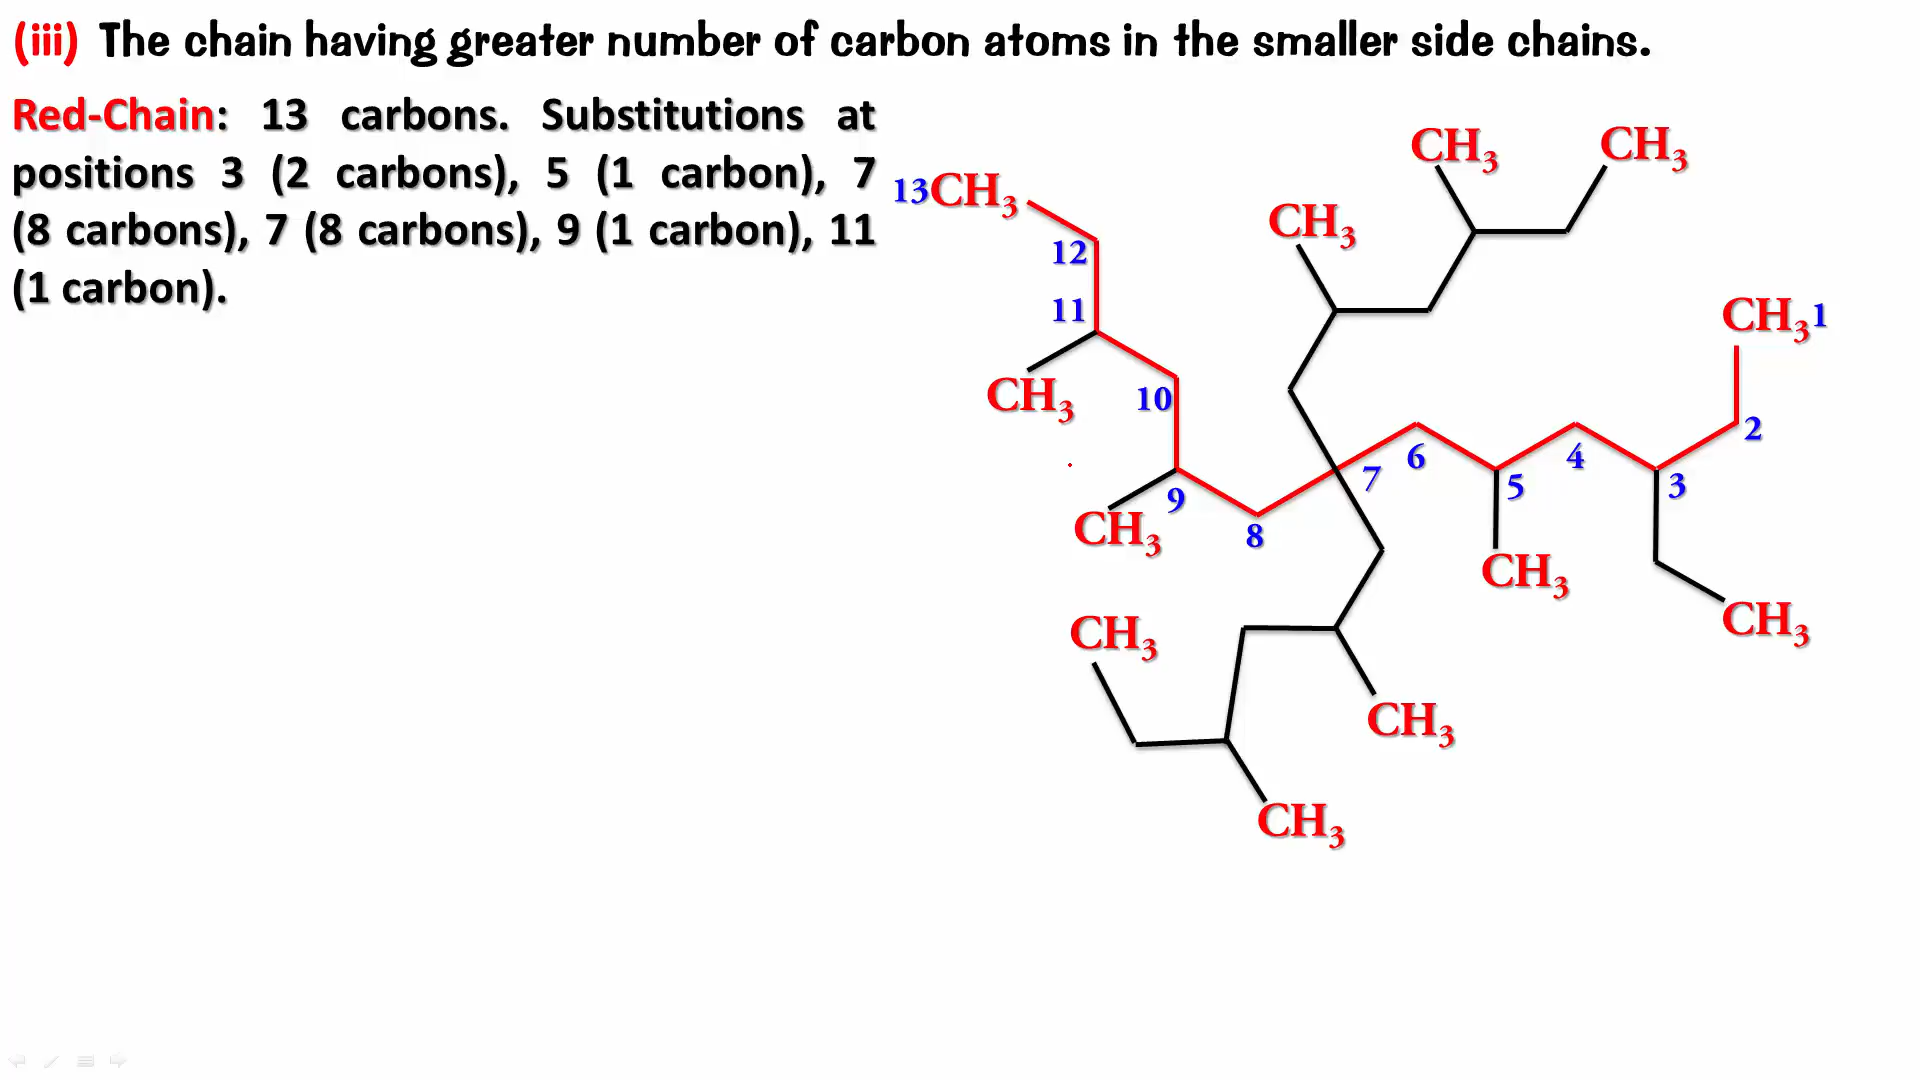 (iii) The chain having greater number of carbon atoms in the smaller side chains.
Red-Chain: 13 carbons. Substitutions at
positions 3 (2 carbons), 5 (1 carbon), 7
(8 carbons), 7 (8 carbons), 9 (1 carbon), 11
(1 carbon).
CH3
CH3
13CH3
CH3
12
11
CH31
CH3
10
2
6
4
7
5
3
9
CH3
8
CH3
CH3
CH3
CH3
CH3